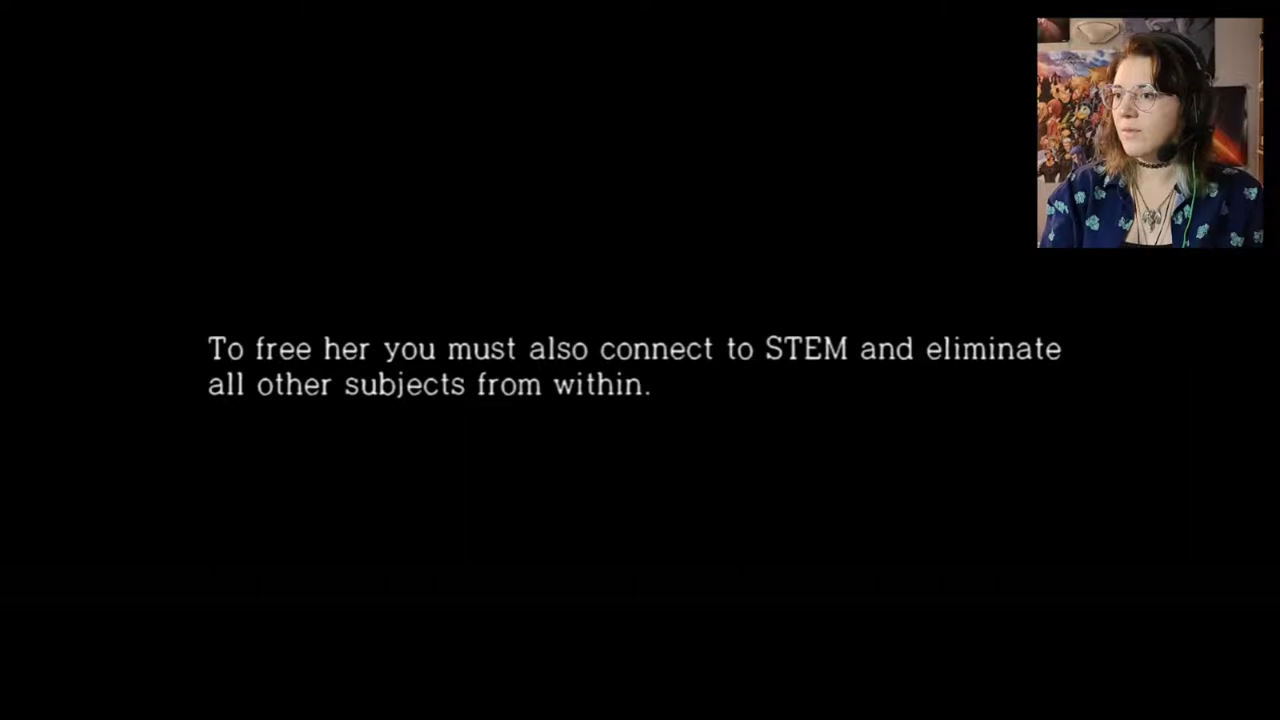 To free her you must also connect to STEM and eliminate
all other subjects from within.